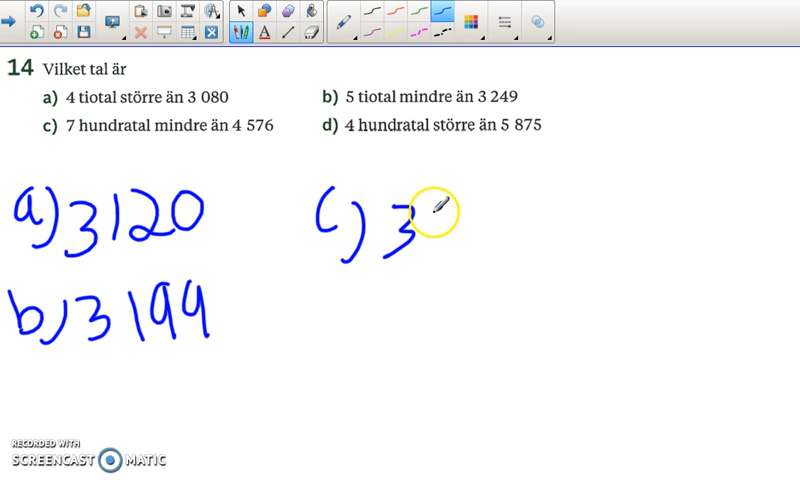 14 Vilket tal är
a) 4 tiotal större än 3 080
b) 5 tiotal mindre än 3 249
c) 7 hundratal mindre än 4 576
d) 4 hundratal större än 5 875
a) 3120
c) 3
b) 3199
RECORDED WITH
SCREENCAST MATIC